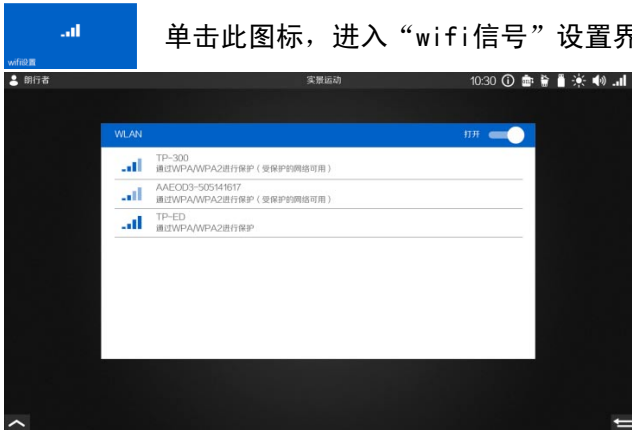 单击此图标，进入“wifi信号”设置界
wifi设置
朗行者 实景运动 10:30
WLAN 打开
TP-300
通过WPA/WPA2进行保护（受保护的网络可用）
AAEOD3-505141617
通过WPA/WPA2进行保护（受保护的网络可用）
TP-ED
通过WPA/WPA2进行保护